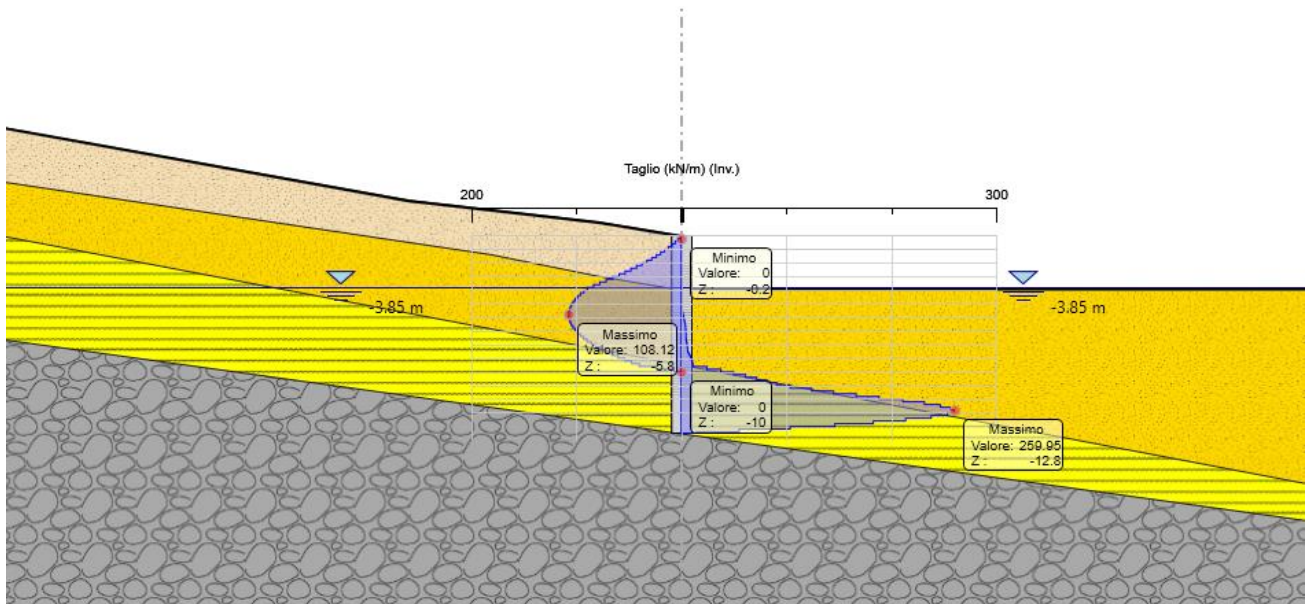 Taglio (kN/m) (Inv.)
200
300
Minimo
Valore: 0
Z : -0.2
-3.85 m
-3.85 m
Massimo
Valore: 108.12
Z : -5.8
Minimo
Valore: 0
Z : -10
Massimo
Valore: 259.95
Z : -12.8